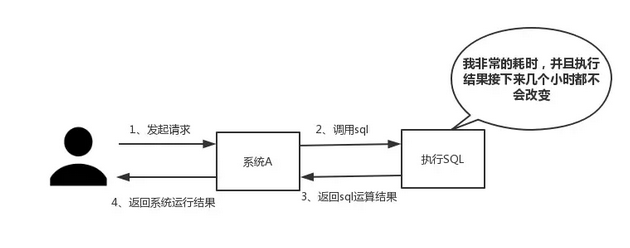 我非常的耗时，并且执行
结果接下来几个小时都不
会改变
1、发起请求
2、调用sql
系统A
执行SQL
3、返回sql运算结果
4、返回系统运行结果